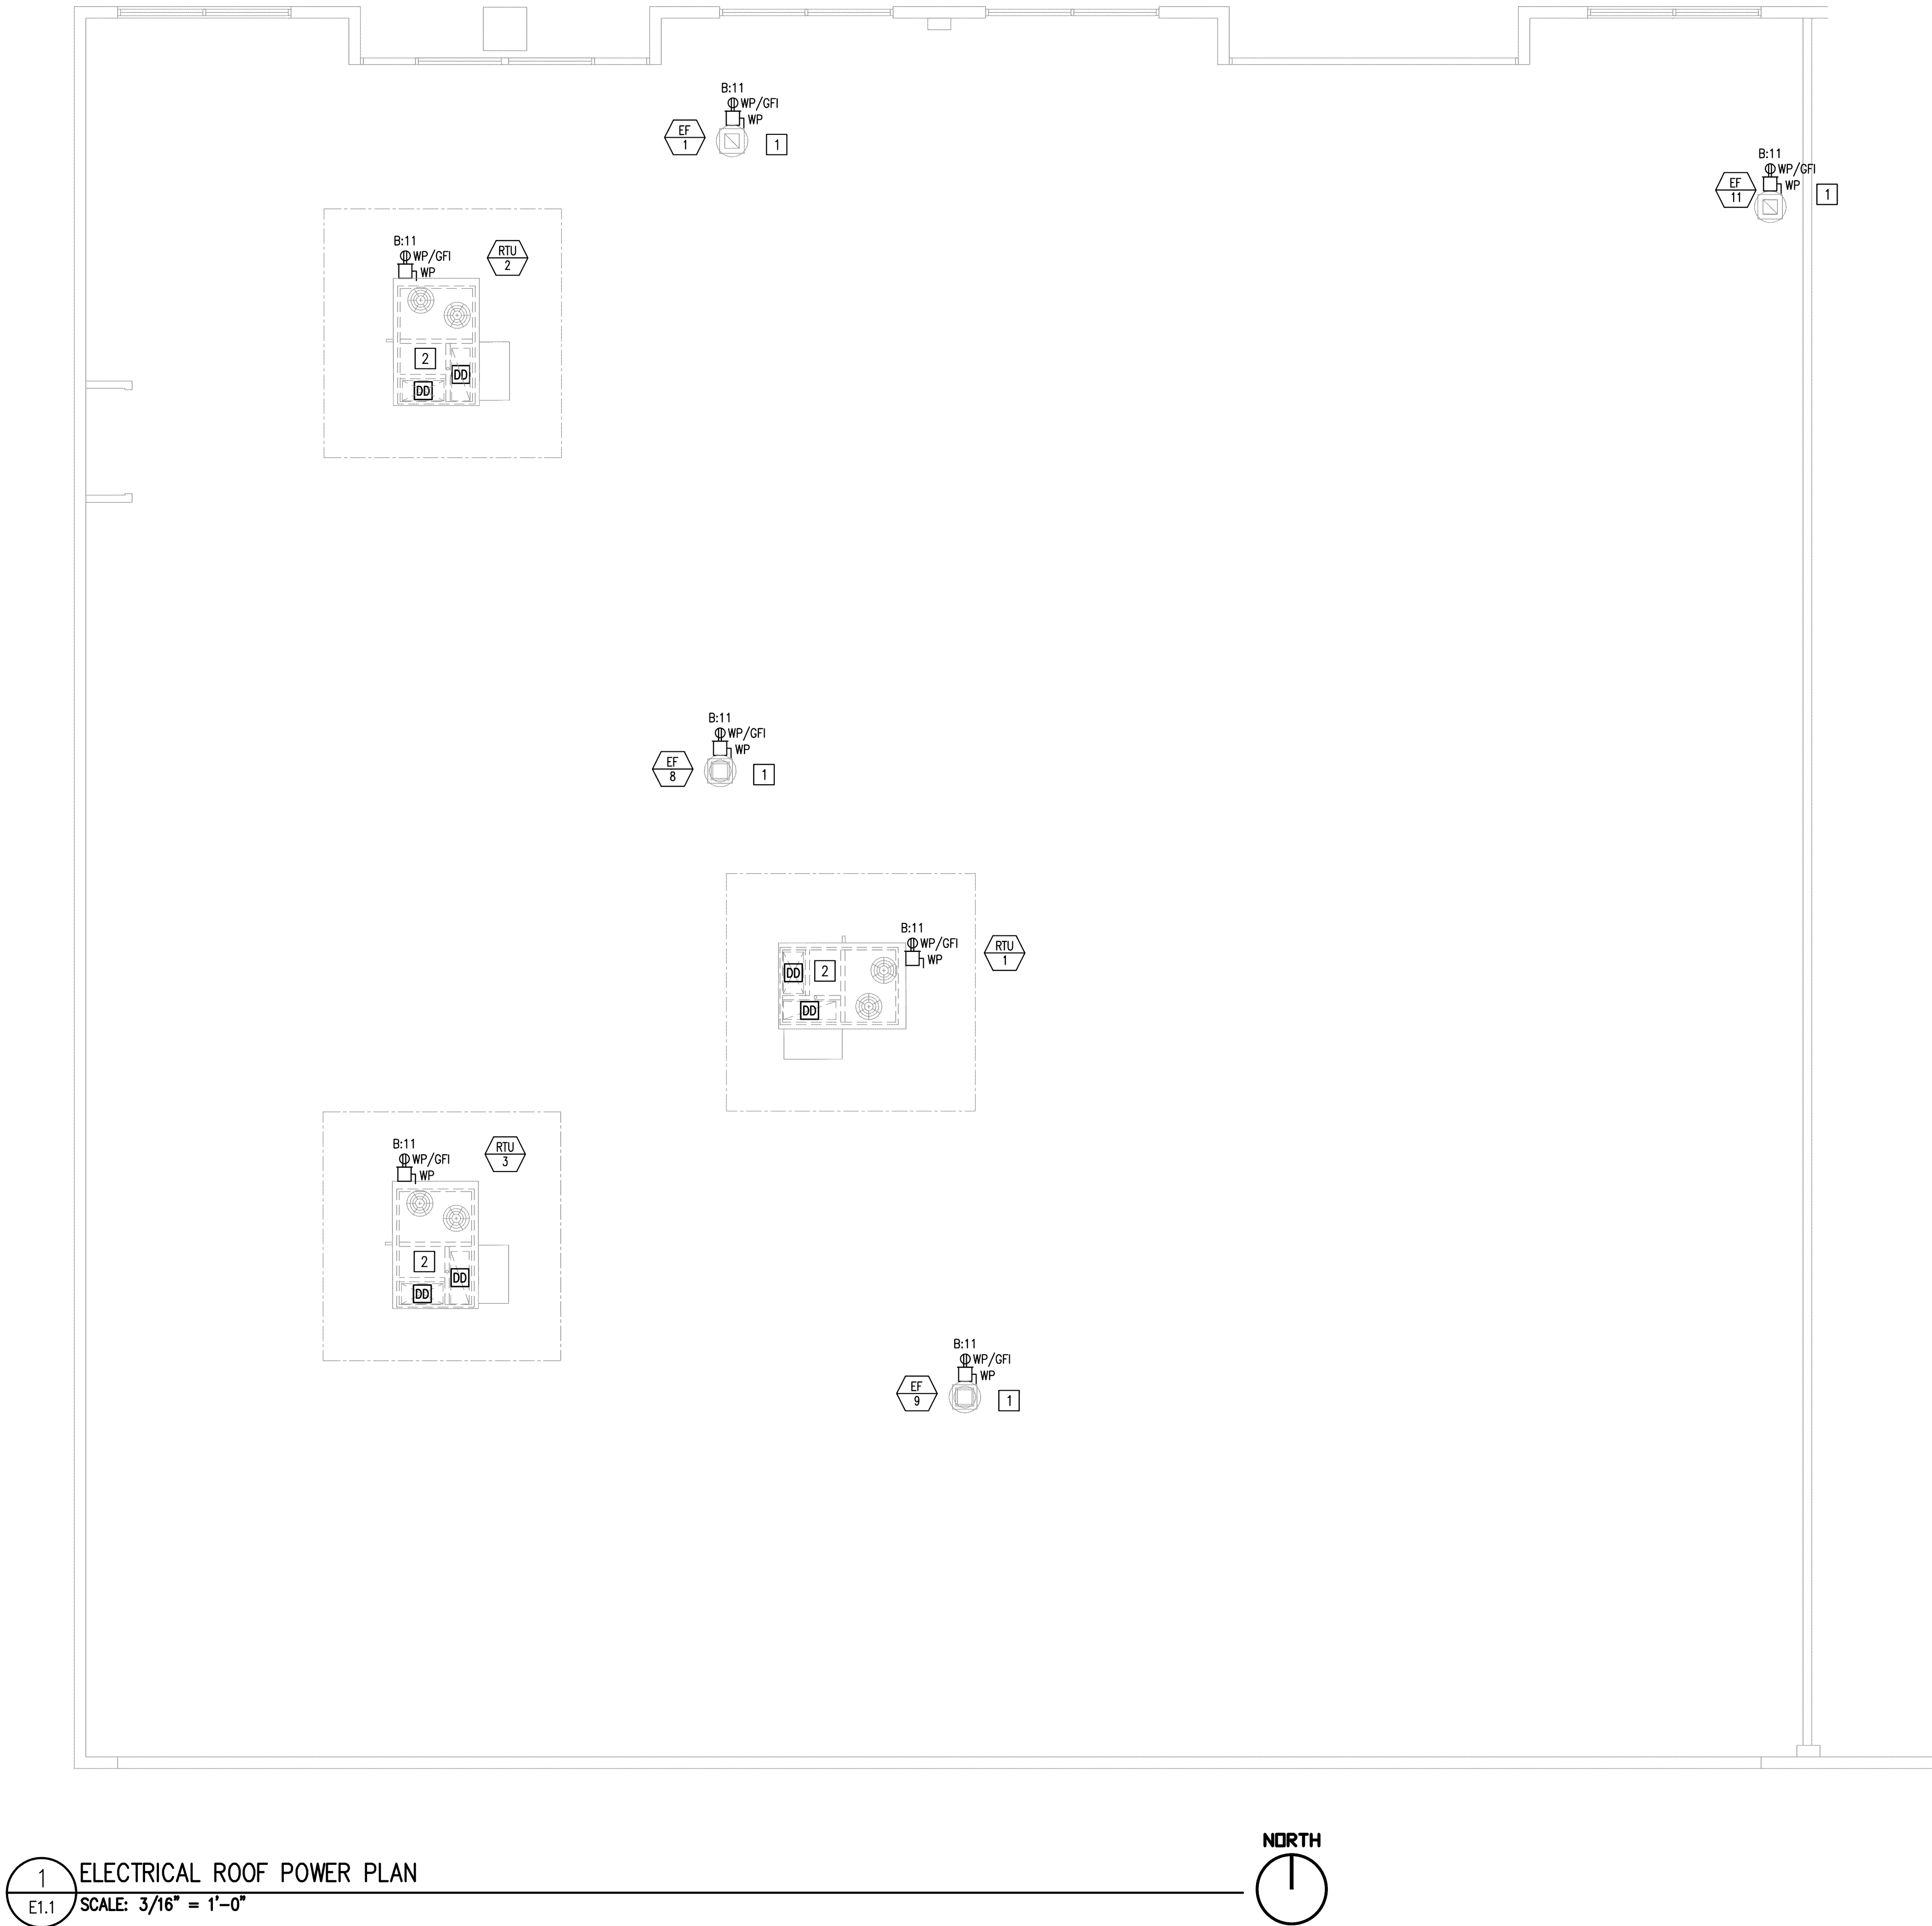 B:11
WP/GFI
WP
EF
1
1
B:11
WP/GFI
WP
EF
11
1
B:11
WP/GFI
WP
RTU
2
2
DD
DD
B:11
WP/GFI
WP
EF
8
1
B:11
WP/GFI
WP
RTU
1
DD
2
DD
B:11
WP/GFI
WP
RTU
3
2
DD
DD
B:11
WP/GFI
WP
EF
9
1
NORTH
1
E1.1
ELECTRICAL ROOF POWER PLAN
SCALE: 3/16" = 1'-0"